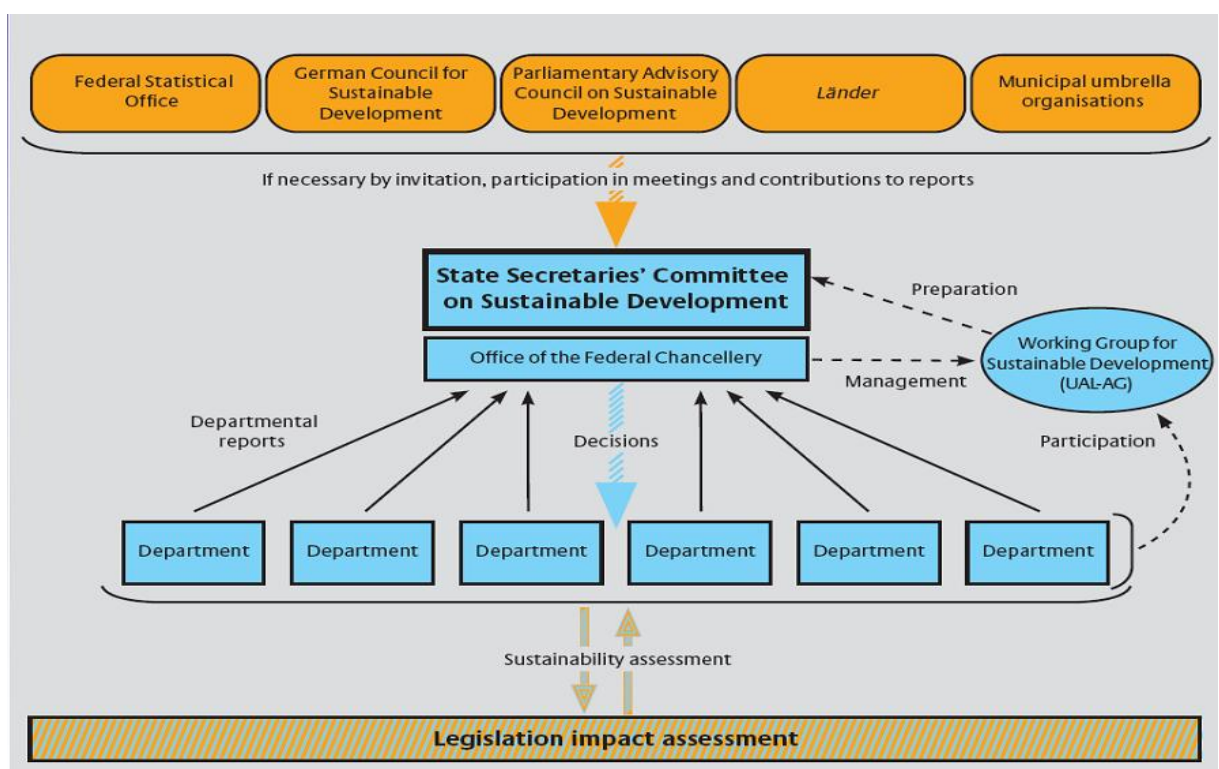 Federal Statistical
Office
German Council for
Sustainable
Development
Parliamentary Advisory
Council on Sustainable
Development
Länder
Municipal umbrella
organisations
If necessary by invitation, participation in meetings and contributions to reports
State Secretaries’ Committee
on Sustainable Development
Preparation
Office of the Federal Chancellery
Management
Working Group for
Sustainable Development
(UAL-AG)
Departmental
reports
Decisions
Participation
Department
Department
Department
Department
Department
Department
Sustainability assessment
Legislation impact assessment